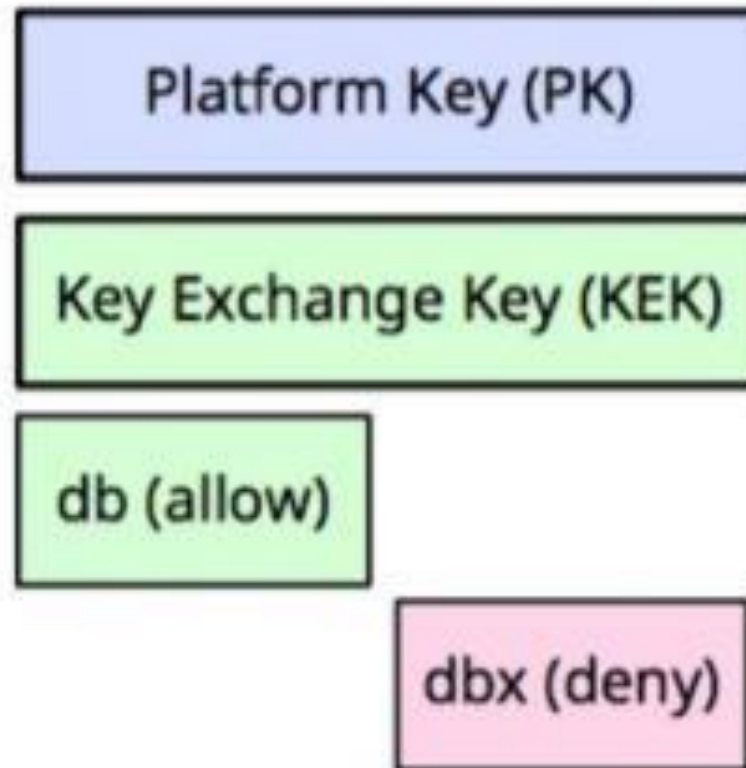 Platform Key (PK)
Key Exchange Key (KEK)
db (allow)
dbx (deny)